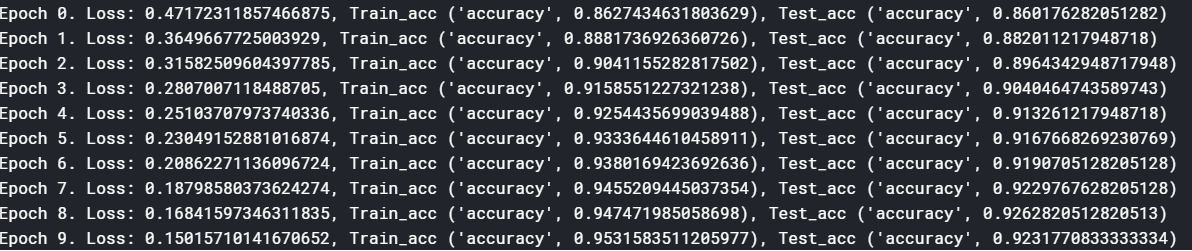 Epoch 0. Loss: 0.47172311857466875, Train_acc ('accuracy', 0.8627434631803629), Test_acc ('accuracy', 0.860176282051282)
Epoch 1. Loss: 0.3649667725003929, Train_acc ('accuracy', 0.8881736926360726), Test_acc ('accuracy', 0.882011217948718)
Epoch 2. Loss: 0.31582509604397785, Train_acc ('accuracy', 0.9041155282817502), Test_acc ('accuracy', 0.8964342948717948)
Epoch 3. Loss: 0.2807007118488705, Train_acc ('accuracy', 0.9158551227321238), Test_acc ('accuracy', 0.9040464743589743)
Epoch 4. Loss: 0.25103707973740336, Train_acc ('accuracy', 0.9254435699039488), Test_acc ('accuracy', 0.913261217948718)
Epoch 5. Loss: 0.23049152881016874, Train_acc ('accuracy', 0.9333644610458911), Test_acc ('accuracy', 0.9167668269230769)
Epoch 6. Loss: 0.20862271136096724, Train_acc ('accuracy', 0.9380169423692636), Test_acc ('accuracy', 0.9190705128205128)
Epoch 7. Loss: 0.18798580373624274, Train_acc ('accuracy', 0.9455209445037354), Test_acc ('accuracy', 0.9229767628205128)
Epoch 8. Loss: 0.16841597346311835, Train_acc ('accuracy', 0.947471985058698), Test_acc ('accuracy', 0.9262820512820513)
Epoch 9. Loss: 0.15015710141670652, Train_acc ('accuracy', 0.9531583511205977), Test_acc ('accuracy', 0.9231770833333334)